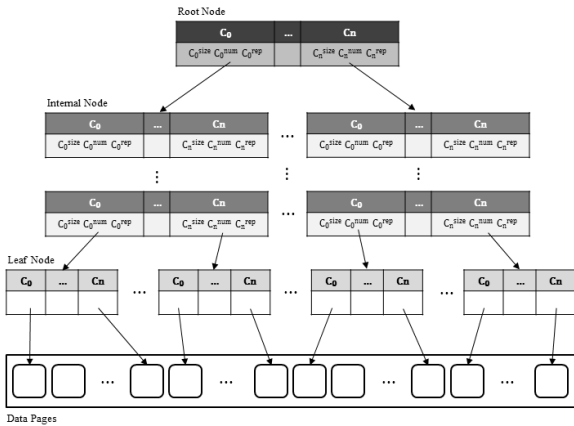 Root Node
C₀ ... Cn
C₀ˢⁱᶻᵉ C₀ⁿᵘᵐ C₀ʳᵉᵖ Cₙˢⁱᶻᵉ Cₙⁿᵘᵐ Cₙʳᵉᵖ
Internal Node
C₀ ... Cn ... C₀ ... Cn
C₀ˢⁱᶻᵉ C₀ⁿᵘᵐ C₀ʳᵉᵖ Cₙˢⁱᶻᵉ Cₙⁿᵘᵐ Cₙʳᵉᵖ C₀ˢⁱᶻᵉ C₀ⁿᵘᵐ C₀ʳᵉᵖ Cₙˢⁱᶻᵉ Cₙⁿᵘᵐ Cₙʳᵉᵖ
⋮ ⋮ ⋮
C₀ ... Cn ... C₀ ... Cn
C₀ˢⁱᶻᵉ C₀ⁿᵘᵐ C₀ʳᵉᵖ Cₙˢⁱᶻᵉ Cₙⁿᵘᵐ Cₙʳᵉᵖ C₀ˢⁱᶻᵉ C₀ⁿᵘᵐ C₀ʳᵉᵖ Cₙˢⁱᶻᵉ Cₙⁿᵘᵐ Cₙʳᵉᵖ
Leaf Node
C₀ ... Cn ... C₀ ... Cn ... C₀ ... Cn ... C₀ ... Cn
... ... ... ...
Data Pages